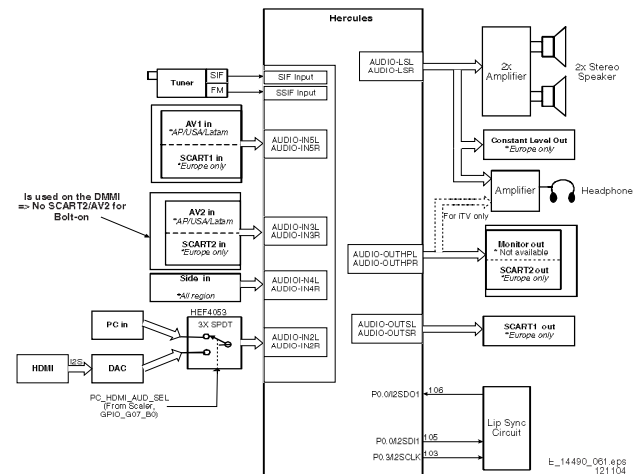 Hercules
Tuner
SIF
FM
SIF Input
SSIF Input
AV1 in
*AP/USA/Latam
SCART1 in
*Europe only
AUDIO-IN5L
AUDIO-IN5R
Is used on the DMMI
=> No SCART2/AV2 for
Bolt-on
AV2 in
*AP/USA/Latam
SCART2 in
*Europe only
AUDIO-IN3L
AUDIO-IN3R
Side in
*All region
AUDIO-IN4L
AUDIO-IN4R
HEF4053
3X SPDT
PC in
HDMI
I2S
DAC
AUDIO-IN2L
AUDIO-IN2R
PC_HDMI_AUD_SEL
(From Scaler,
GPIO_G07_B0)
AUDIO-LSL
AUDIO-LSR
2x
Amplifier
2x Stereo
Speaker
Constant Level Out
*Europe only
Amplifier
Headphone
For iTV only
AUDIO-OUTHPL
AUDIO-OUTHPR
Monitor out
* Not available
SCART2 out
*Europe only
AUDIO-OUTSL
AUDIO-OUTSR
SCART1 out
*Europe only
P0.0/I2SDO1
106
P0.0/I2SDI1
105
P0.3/I2SCLK
103
Lip Sync
Circuit
E_14490_061.eps
121104